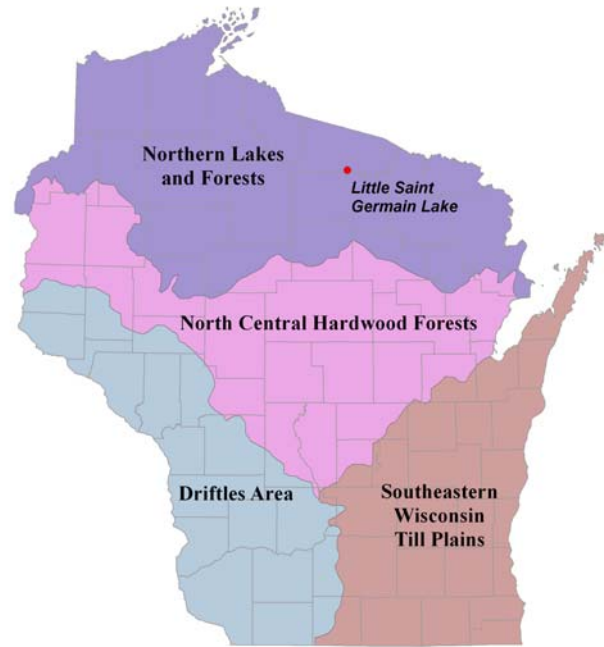 Northern Lakes
and Forests
Little Saint
Germain Lake
North Central Hardwood Forests
Driftles Area
Southeastern
Wisconsin
Till Plains